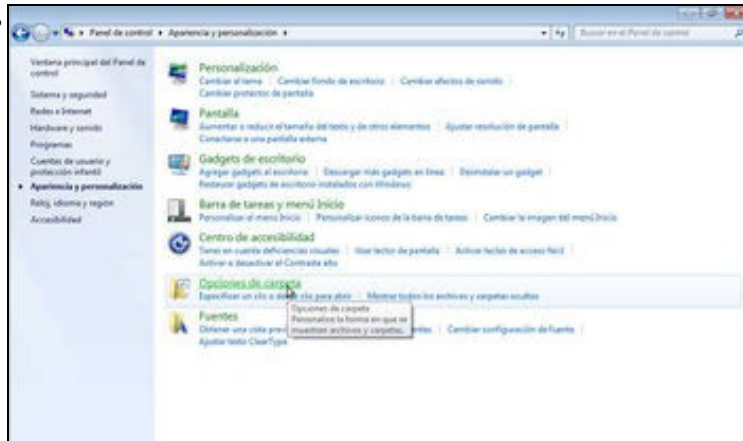 Panel de control ▸ Apariencia y personalización ▸
Buscar en el Panel de control
Ventana principal del Panel de
control
Sistema y seguridad
Redes e Internet
Hardware y sonido
Programas
Cuentas de usuario y
protección infantil
Apariencia y personalización
Reloj, idioma y región
Accesibilidad
Personalización
Cambiar el tema
Cambiar fondo de escritorio
Cambiar efectos de sonido
Cambiar protector de pantalla
Pantalla
Aumentar o reducir el tamaño del texto y de otros elementos
Ajustar resolución de pantalla
Conectarse a una pantalla externa
Gadgets de escritorio
Agregar gadgets al escritorio
Descargar más gadgets en línea
Desinstalar un gadget
Restaurar gadgets de escritorio instalados con Windows
Barra de tareas y menú Inicio
Personalizar el menú Inicio
Personalizar iconos de la barra de tareas
Cambiar la imagen del menú Inicio
Centro de accesibilidad
Tener en cuenta deficiencias visuales
Usar lector de pantalla
Activar teclas de acceso fácil
Activar o desactivar el Contraste alto
Opciones de carpeta
Especificar un clic o doble clic para abrir
Mostrar todos los archivos y carpetas ocultos
Opciones de carpeta
Personalice la forma en que se
muestran archivos y carpetas.
Fuentes
Obtener una vista
Cambiar configuración de fuente
Ajustar texto ClearType